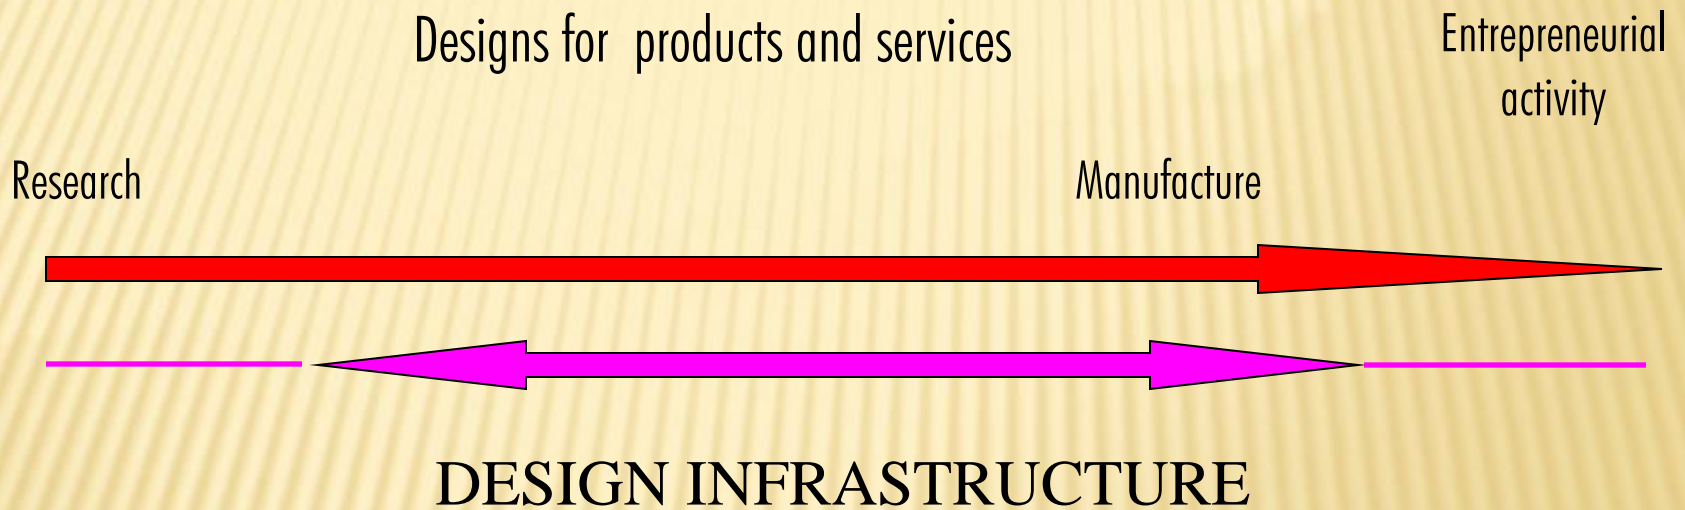 Designs for products and services
Entrepreneurial
activity
Research
Manufacture
DESIGN INFRASTRUCTURE